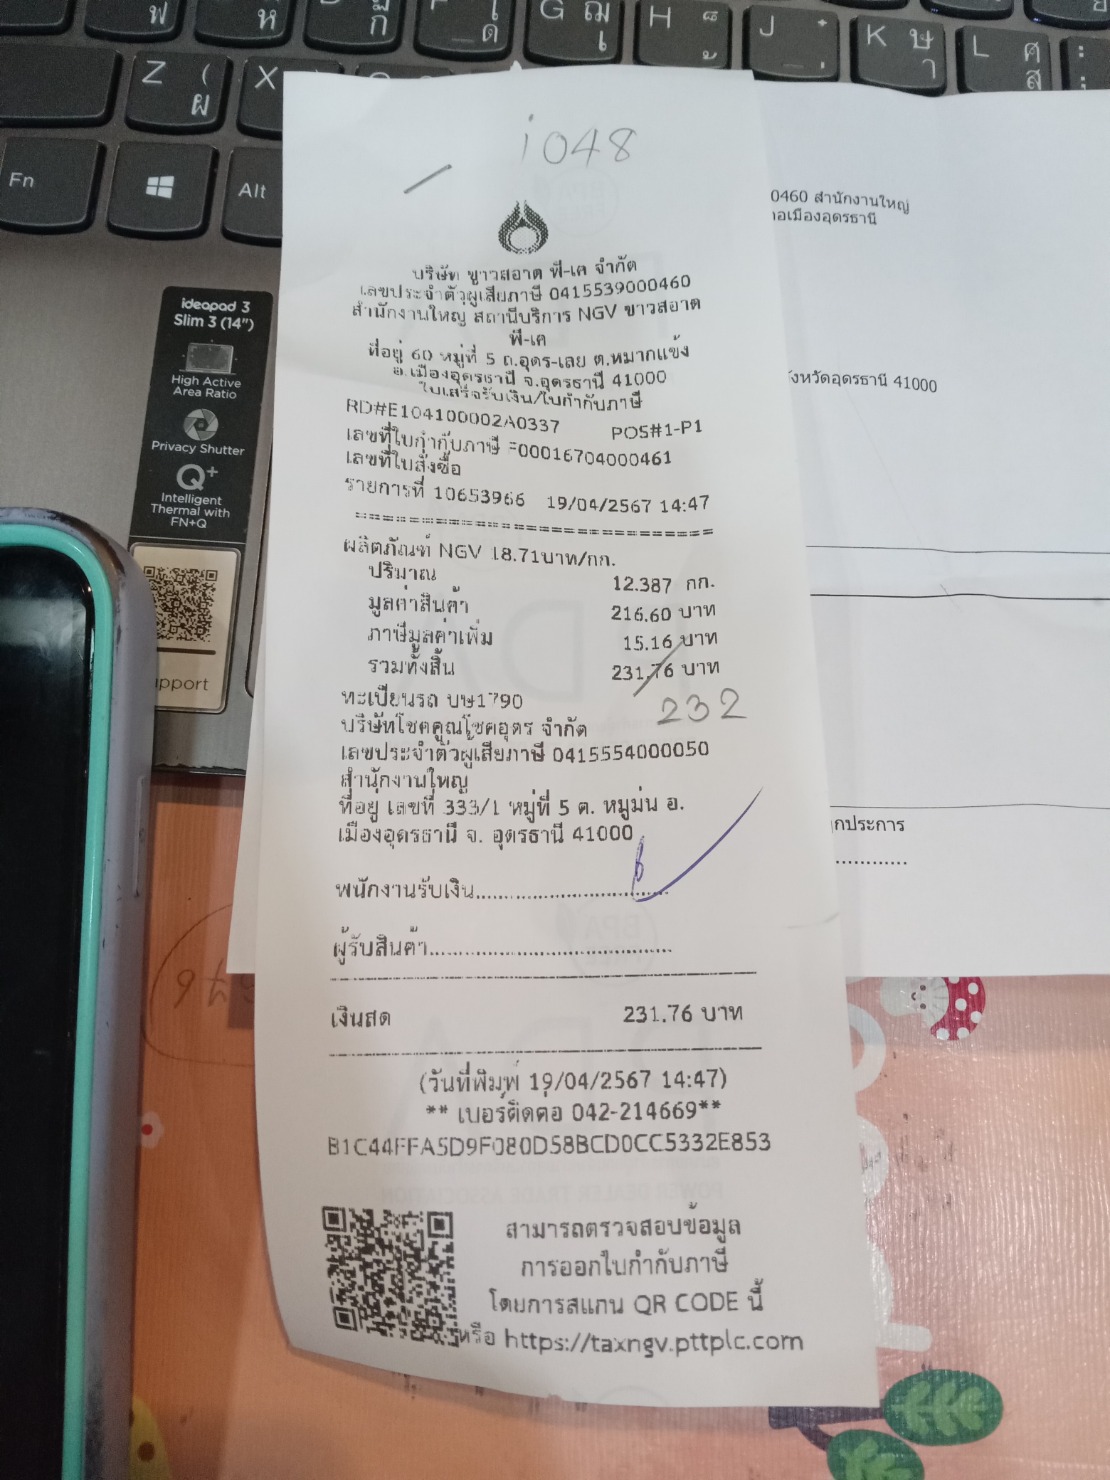 ฟ
ห
ฏ
ก
F
โ
ด
G ฌ
เ
H ็
้
J ๋
่
K ษ
า
L ศ
ส
Z (
ผ
X
Fn
Alt
ideapad 3
Slim 3 (14")
High Active
Area Ratio
Privacy Shutter
Q+
Intelligent
Thermal with
FN+Q
pport
i048
บริษัท ขาวสอาด พี-เค จำกัด
เลขประจำตัวผู้เสียภาษี 0415539000460
สำนักงานใหญ่ สถานีบริการ NGV ขาวสอาด
พี-เค
ที่อยู่ 60 หมู่ที่ 5 ถ.อุดร-เลย ต.หมากแข้ง
อ.เมืองอุดรธานี จ.อุดรธานี 41000
ใบเสร็จรับเงิน/ใบกำกับภาษี
RD#E104100002A0337 POS#1-P1
เลขที่ใบกำกับภาษี F00016704000461
เลขที่ใบสั่งซื้อ
รายการที่ 10653966 19/04/2567 14:47
====================================
ผลิตภัณฑ์ NGV 18.71บาท/กก.
ปริมาณ 12.387 กก.
มูลค่าสินค้า 216.60 บาท
ภาษีมูลค่าเพิ่ม 15.16 บาท
รวมทั้งสิ้น 231.76 บาท
232
ทะเบียนรถ บษ1790
บริษัทโชคคูณโชคอุดร จำกัด
เลขประจำตัวผู้เสียภาษี 0415554000050
สำนักงานใหญ่
ที่อยู่ เลขที่ 333/1 หมู่ที่ 5 ต. หมูม่น อ.
เมืองอุดรธานี จ. อุดรธานี 41000
พนักงานรับเงิน..............................
ผู้รับสินค้า.....................................
เงินสด 231.76 บาท
(วันที่พิมพ์ 19/04/2567 14:47)
** เบอร์ติดต่อ 042-214669**
B1C44FFA5D9F080D58BCD0CC5332E853
สามารถตรวจสอบข้อมูล
การออกใบกำกับภาษี
โดยการสแกน QR CODE นี้
หรือ https://taxngv.pttplc.com
0460 สำนักงานใหญ่
อเมืองอุดรธานี
ังหวัดอุดรธานี 41000
ุกประการ
............